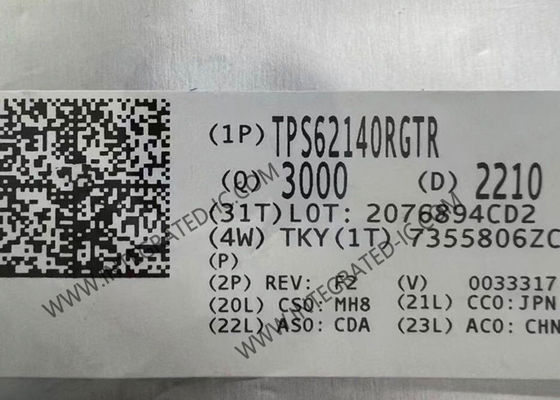 (1P) TPS62140RGTR
(Q) 3000 (D) 2210
(31T)LOT: 2076894CD2
(4W) TKY(1T) 7355806ZC
(P)
(2P) REV: F2 (V) 0033317
(20L) CSO: MH8 (21L) CCO:JPN
(22L) ASO: CDA (23L) ACO: CHN
WWW.INTEGRATED-IC.COM
WWW.INTEGRATED-IC.COM